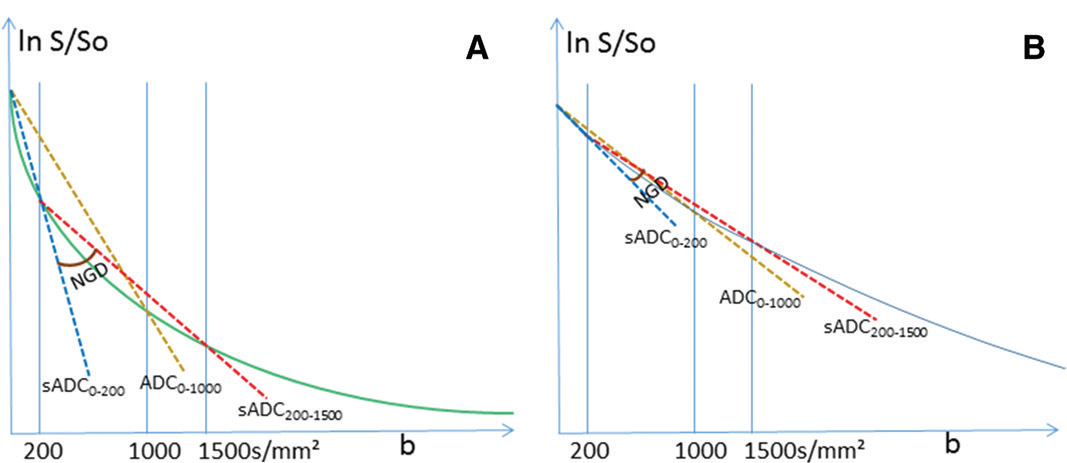 ln S/So
A
NGD
sADC0-200
ADC0-1000
sADC200-1500
200
1000
1500s/mm²
b
ln S/So
B
NGD
sADC0-200
ADC0-1000
sADC200-1500
200
1000
1500s/mm²
b